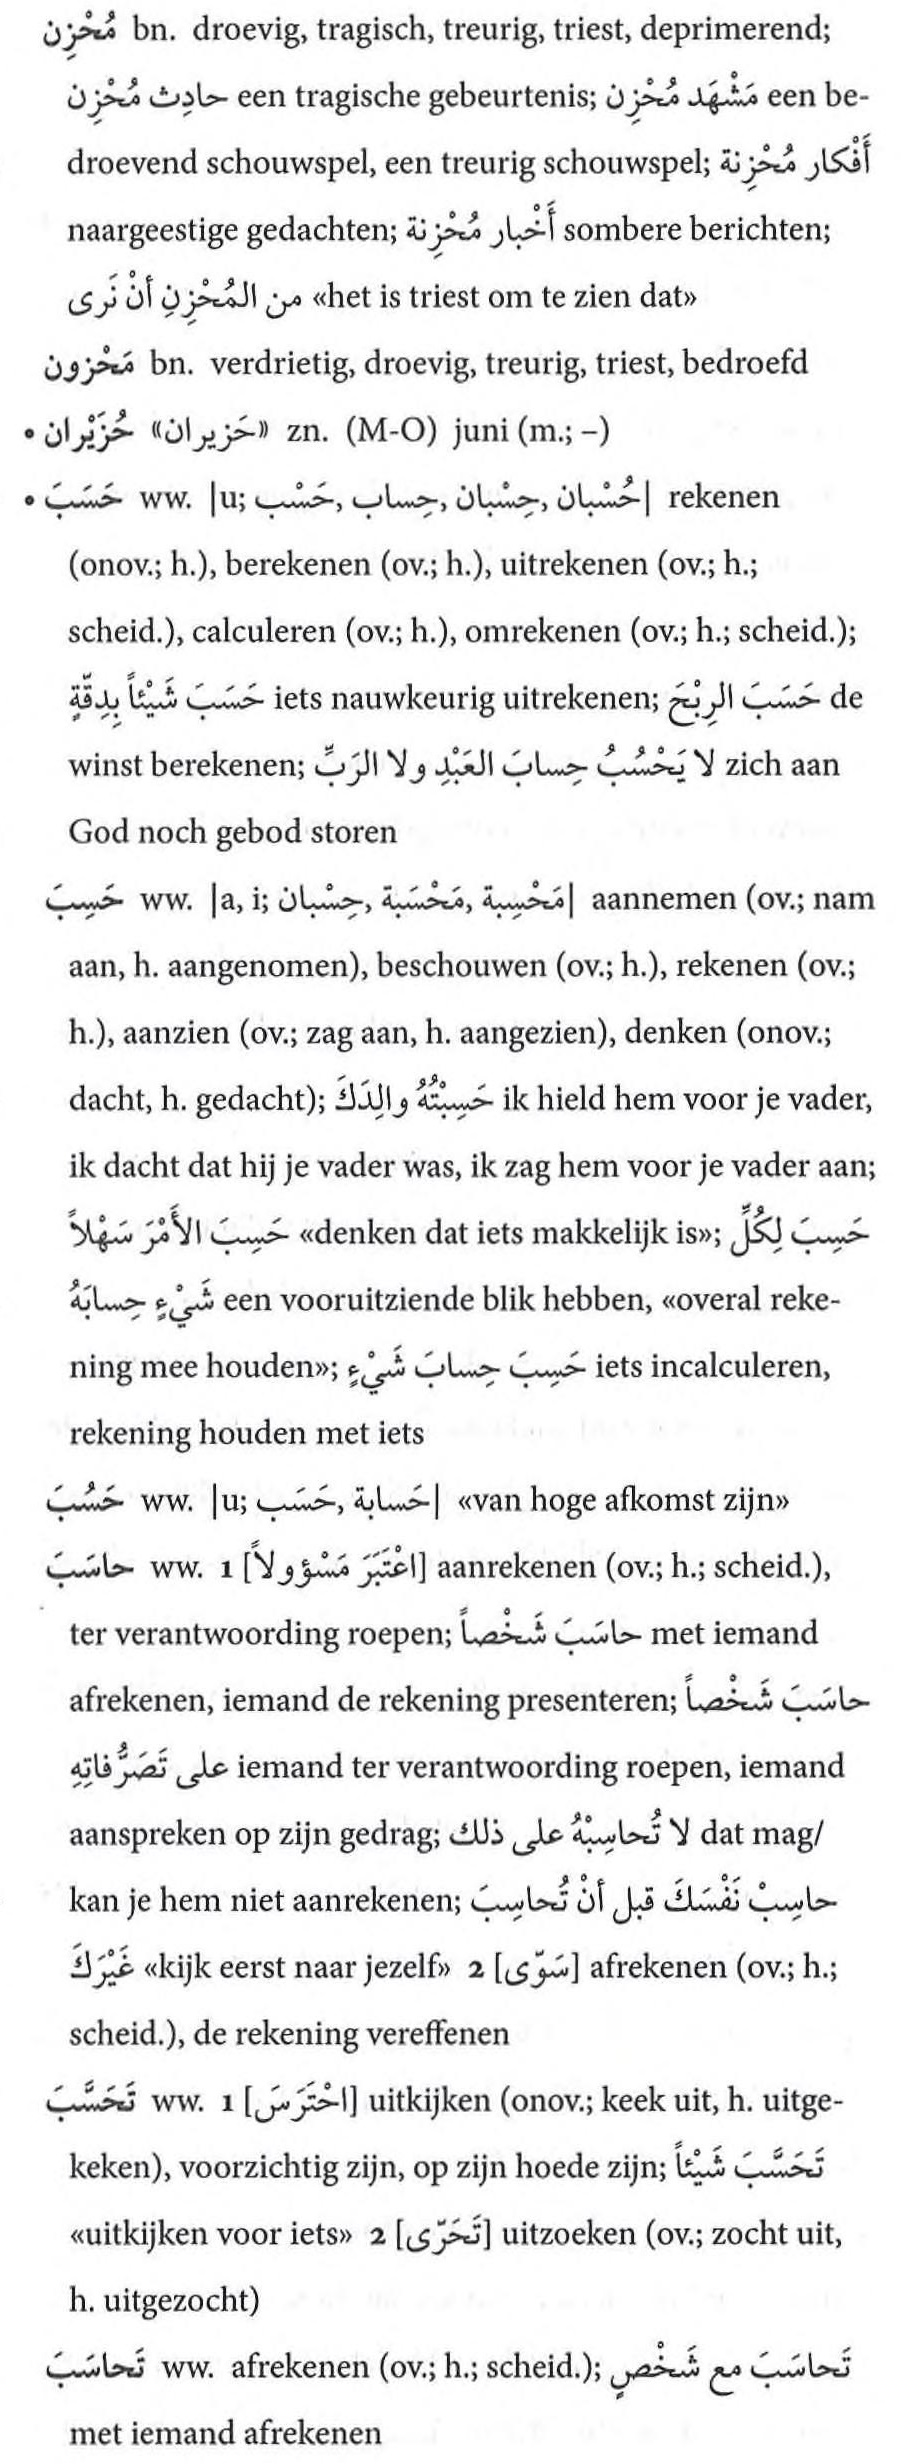 مُحْزِن bn. droevig, tragisch, treurig, triest, deprimerend;
حادِث مُحْزِن een tragische gebeurtenis; مَشْهَد مُحْزِن een be-
droevend schouwspel, een treurig schouwspel; أَفْكار مُحْزِنة
naargeestige gedachten; أَخْبار مُحْزِنة sombere berichten;
من المُحْزِنِ أنْ نَرى «het is triest om te zien dat»
مَحْزون bn. verdrietig, droevig, treurig, triest, bedroefd
• حُزَيْران «حَزيران» zn. (M-O) juni (m.; –)
• حَسَبَ ww. |u; حَسْب, حِساب, حِسْبان, حُسْبان| rekenen
(onov.; h.), berekenen (ov.; h.), uitrekenen (ov.; h.;
scheid.), calculeren (ov.; h.), omrekenen (ov.; h.; scheid.);
حَسَبَ شَيْئاً بِدِقّةٍ iets nauwkeurig uitrekenen; حَسَبَ الرِبْحَ de
winst berekenen; لا يَحْسُبُ حِسابَ العَبْدِ ولا الرَبِّ zich aan
God noch gebod storen
حَسِبَ ww. |a, i; حِسْبان, مَحْسَبة, مَحْسِبة| aannemen (ov.; nam
aan, h. aangenomen), beschouwen (ov.; h.), rekenen (ov.;
h.), aanzien (ov.; zag aan, h. aangezien), denken (onov.;
dacht, h. gedacht); حَسِبْتُهُ والِدَكَ ik hield hem voor je vader,
ik dacht dat hij je vader was, ik zag hem voor je vader aan;
حَسِبَ الأَمْرَ سَهْلاً «denken dat iets makkelijk is»; حَسِبَ لِكُلِّ
شَيْءٍ حِسابَهُ een vooruitziende blik hebben, «overal reke-
ning mee houden»; حَسِبَ حِسابَ شَيْءٍ iets incalculeren,
rekening houden met iets
حَسُبَ ww. |u; حَسَب, حَسابة| «van hoge afkomst zijn»
حاسَبَ ww. 1 [اعْتَبَرَ مَسْؤولاً] aanrekenen (ov.; h.; scheid.),
ter verantwoording roepen; حاسَبَ شَخْصاً met iemand
afrekenen, iemand de rekening presenteren; حاسَبَ شَخْصاً
على تَصَرُّفاتِهِ iemand ter verantwoording roepen, iemand
aanspreken op zijn gedrag; لا تُحاسِبْهُ على ذلك dat mag/
kan je hem niet aanrekenen; حاسِبْ نَفْسَكَ قبل أنْ تُحاسِبَ
غَيْرَكَ «kijk eerst naar jezelf» 2 [سَوّى] afrekenen (ov.; h.;
scheid.), de rekening vereffenen
تَحَسَّبَ ww. 1 [احْتَرَسَ] uitkijken (onov.; keek uit, h. uitge-
keken), voorzichtig zijn, op zijn hoede zijn; تَحَسَّبَ شَيْئاً
«uitkijken voor iets» 2 [تَحَرّى] uitzoeken (ov.; zocht uit,
h. uitgezocht)
تَحاسَبَ ww. afrekenen (ov.; h.; scheid.); تَحاسَبَ مع شَخْصٍ
met iemand afrekenen